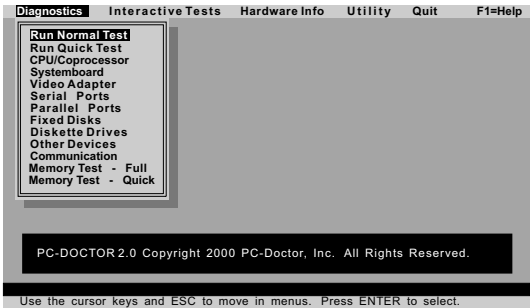 Diagnostics Interactive Tests Hardware Info Utility Quit F1=Help
Run Normal Test
Run Quick Test
CPU/Coprocessor
Systemboard
Video Adapter
Serial Ports
Parallel Ports
Fixed Disks
Diskette Drives
Other Devices
Communication
Memory Test - Full
Memory Test - Quick
PC-DOCTOR 2.0 Copyright 2000 PC-Doctor, Inc. All Rights Reserved.
Use the cursor keys and ESC to move in menus. Press ENTER to select.